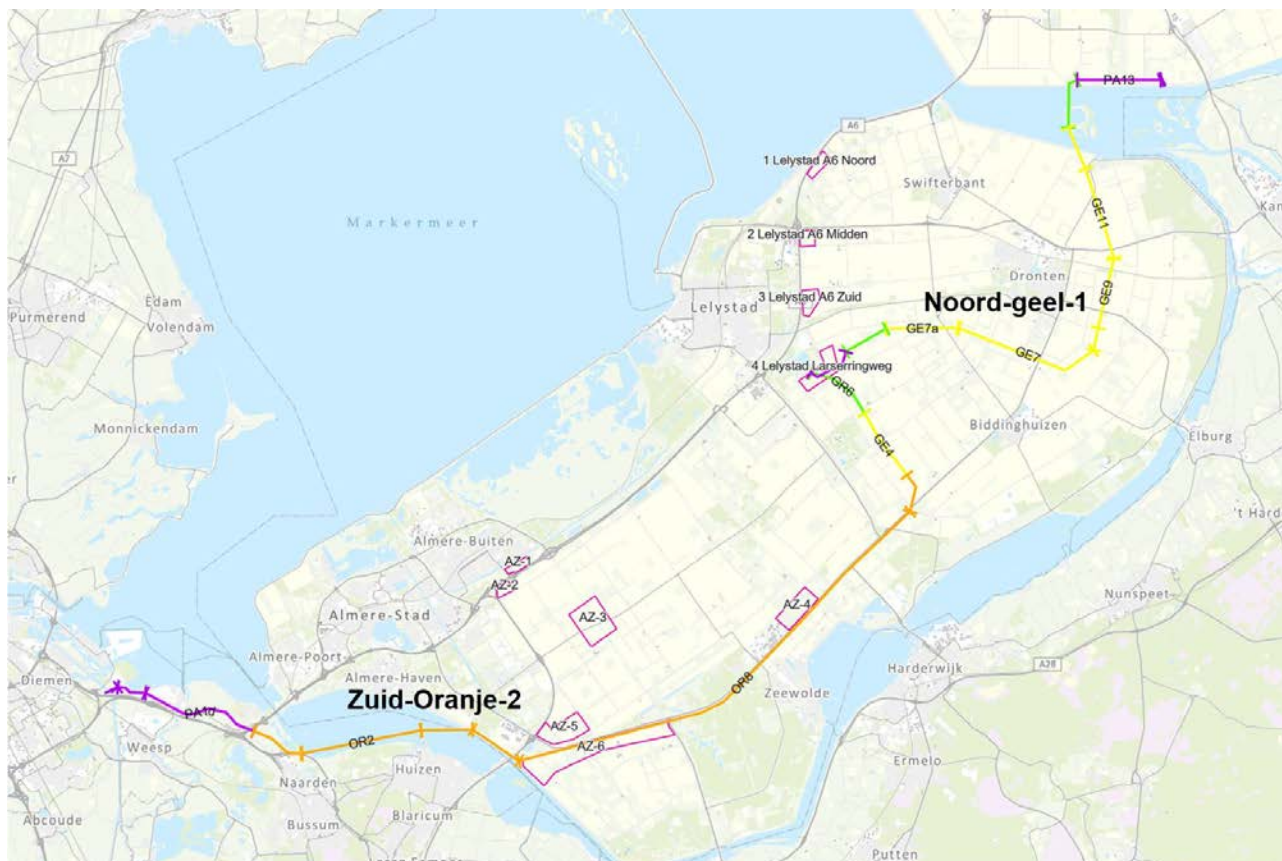 PA13
A6
A7
1 Lelystad A6 Noord
Swifterbant
Markermeer
GE11
2 Lelystad A6 Midden
Dronten
Edam
Volendam
Purmerend
3 Lelystad A6 Zuid
Lelystad
Noord-geel-1
GE9
GE7a
GE7
4 Lelystad Larserringweg
GR6
Monnickendam
Biddinghuizen
Elburg
GE4
Almere-Buiten
AZ-1
AZ-2
Almere-Stad
AZ-3
AZ-4
Nunspeet
Almere-Poort
Harderwijk
A28
Diemen
Almere-Haven
Zuid-Oranje-2
OR8
Zeewolde
Weesp
AZ-5
OR2
AZ-6
Naarden
Huizen
Ermelo
Abcoude
Bussum
Blaricum
Putten